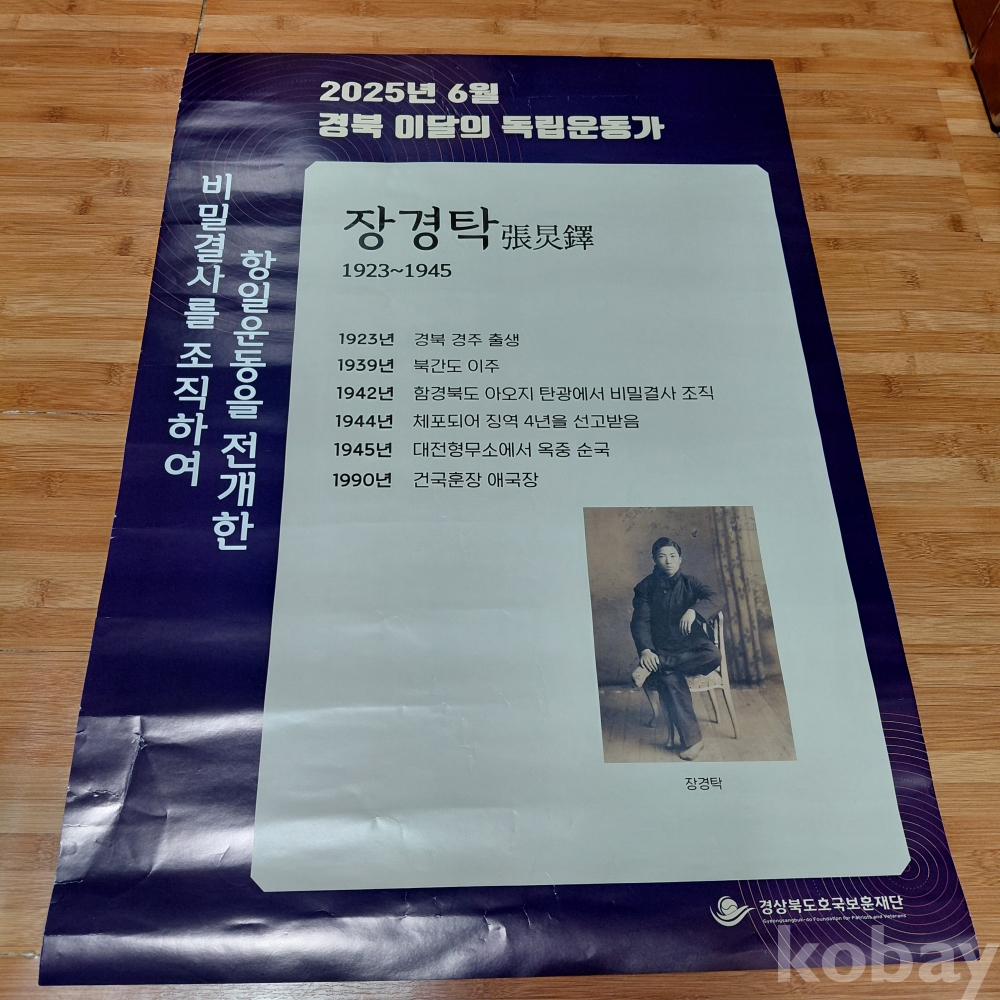 2025년 6월
경북 이달의 독립운동가
비밀결사를 조직하여
항일운동을 전개한
장경탁 張炅鐸
1923~1945
1923년 경북 경주 출생
1939년 북간도 이주
1942년 함경북도 아오지 탄광에서 비밀결사 조직
1944년 체포되어 징역 4년을 선고받음
1945년 대전형무소에서 옥중 순국
1990년 건국훈장 애국장
장경탁
경상북도호국보훈재단
Gyeongsangbuk-do Foundation for Patriots and Veterans
kobay